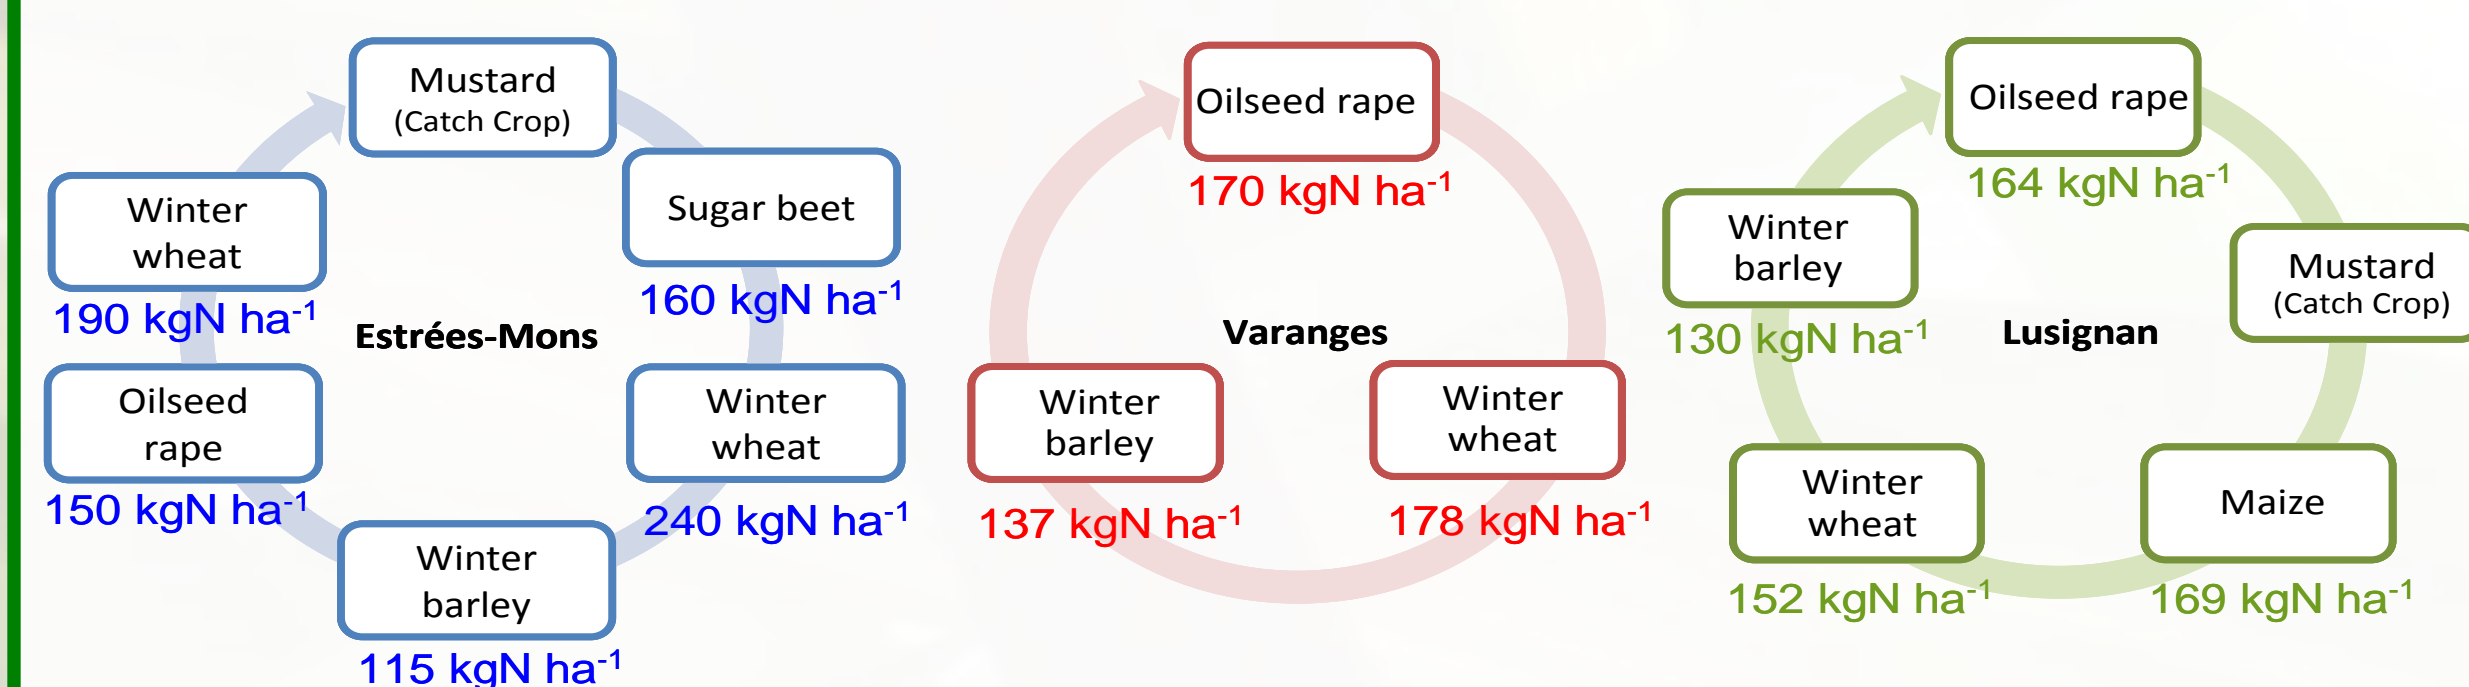 Mustard
(Catch Crop)
Sugar beet
160 kgN ha⁻¹
Winter
wheat
240 kgN ha⁻¹
Winter
barley
115 kgN ha⁻¹
Oilseed
rape
150 kgN ha⁻¹
Winter
wheat
190 kgN ha⁻¹
Estrées-Mons
Oilseed rape
170 kgN ha⁻¹
Winter
wheat
178 kgN ha⁻¹
Winter
barley
137 kgN ha⁻¹
Varanges
Oilseed rape
164 kgN ha⁻¹
Mustard
(Catch Crop)
Maize
169 kgN ha⁻¹
Winter
wheat
152 kgN ha⁻¹
Winter
barley
130 kgN ha⁻¹
Lusignan